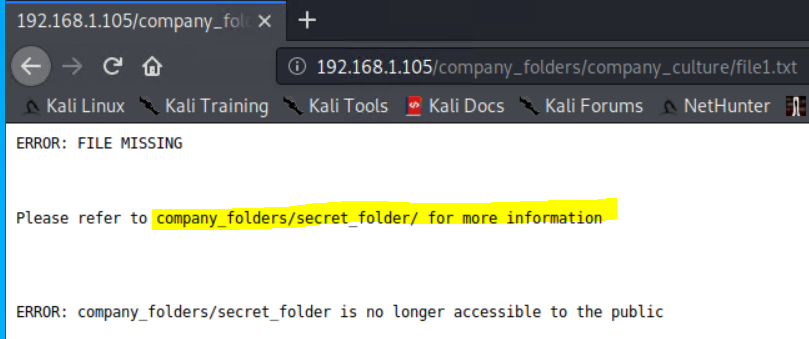 192.168.1.105/company_fol
192.168.1.105/company_folders/company_culture/file1.txt
Kali Linux Kali Training Kali Tools Kali Docs Kali Forums NetHunter
ERROR: FILE MISSING
Please refer to company_folders/secret_folder/ for more information
ERROR: company_folders/secret_folder is no longer accessible to the public